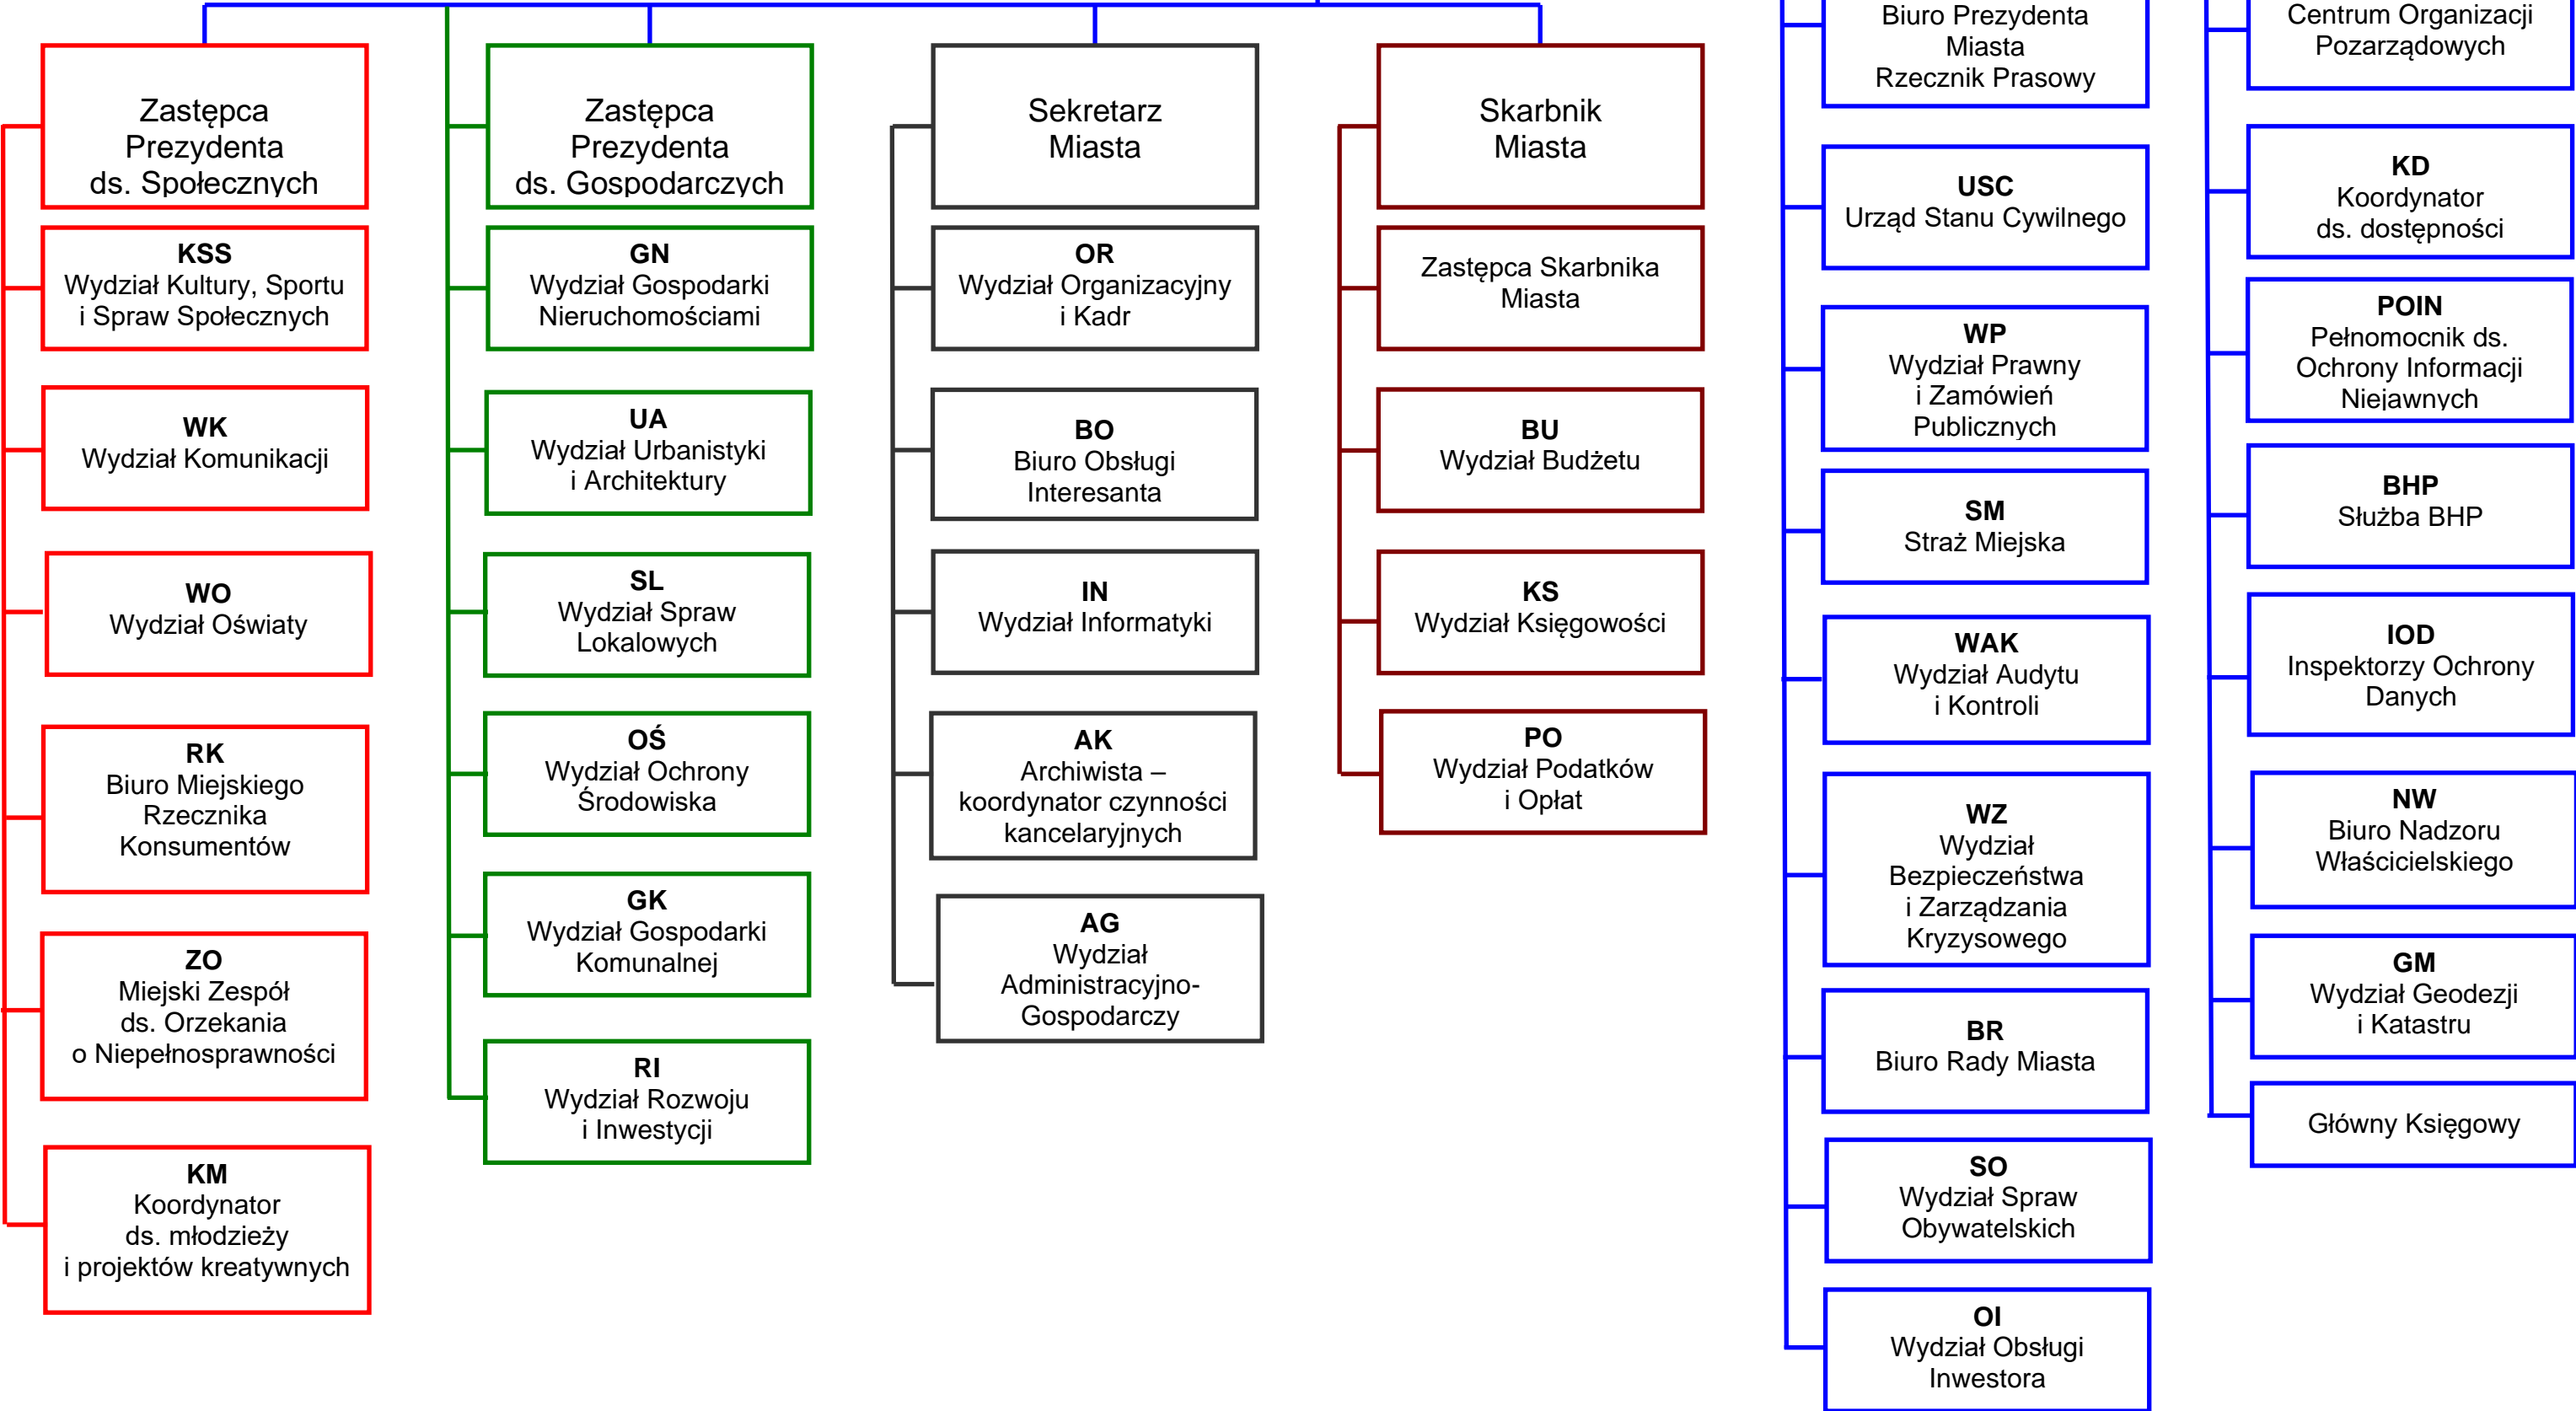 Zastępca
Prezydenta
ds. Społecznych
KSS
Wydział Kultury, Sportu
i Spraw Społecznych
WK
Wydział Komunikacji
WO
Wydział Oświaty
RK
Biuro Miejskiego
Rzecznika
Konsumentów
ZO
Miejski Zespół
ds. Orzekania
o Niepełnosprawności
KM
Koordynator
ds. młodzieży
i projektów kreatywnych
Zastępca
Prezydenta
ds. Gospodarczych
GN
Wydział Gospodarki
Nieruchomościami
UA
Wydział Urbanistyki
i Architektury
SL
Wydział Spraw
Lokalowych
OŚ
Wydział Ochrony
Środowiska
GK
Wydział Gospodarki
Komunalnej
RI
Wydział Rozwoju
i Inwestycji
Sekretarz
Miasta
OR
Wydział Organizacyjny
i Kadr
BO
Biuro Obsługi
Interesanta
IN
Wydział Informatyki
AK
Archiwista –
koordynator czynności
kancelaryjnych
AG
Wydział
Administracyjno-
Gospodarczy
Skarbnik
Miasta
Zastępca Skarbnika
Miasta
BU
Wydział Budżetu
KS
Wydział Księgowości
PO
Wydział Podatków
i Opłat
Biuro Prezydenta
Miasta
Rzecznik Prasowy
USC
Urząd Stanu Cywilnego
WP
Wydział Prawny
i Zamówień
Publicznych
SM
Straż Miejska
WAK
Wydział Audytu
i Kontroli
WZ
Wydział
Bezpieczeństwa
i Zarządzania
Kryzysowego
BR
Biuro Rady Miasta
SO
Wydział Spraw
Obywatelskich
OI
Wydział Obsługi
Inwestora
Centrum Organizacji
Pozarządowych
KD
Koordynator
ds. dostępności
POIN
Pełnomocnik ds.
Ochrony Informacji
Niejawnych
BHP
Służba BHP
IOD
Inspektorzy Ochrony
Danych
NW
Biuro Nadzoru
Właścicielskiego
GM
Wydział Geodezji
i Katastru
Główny Księgowy